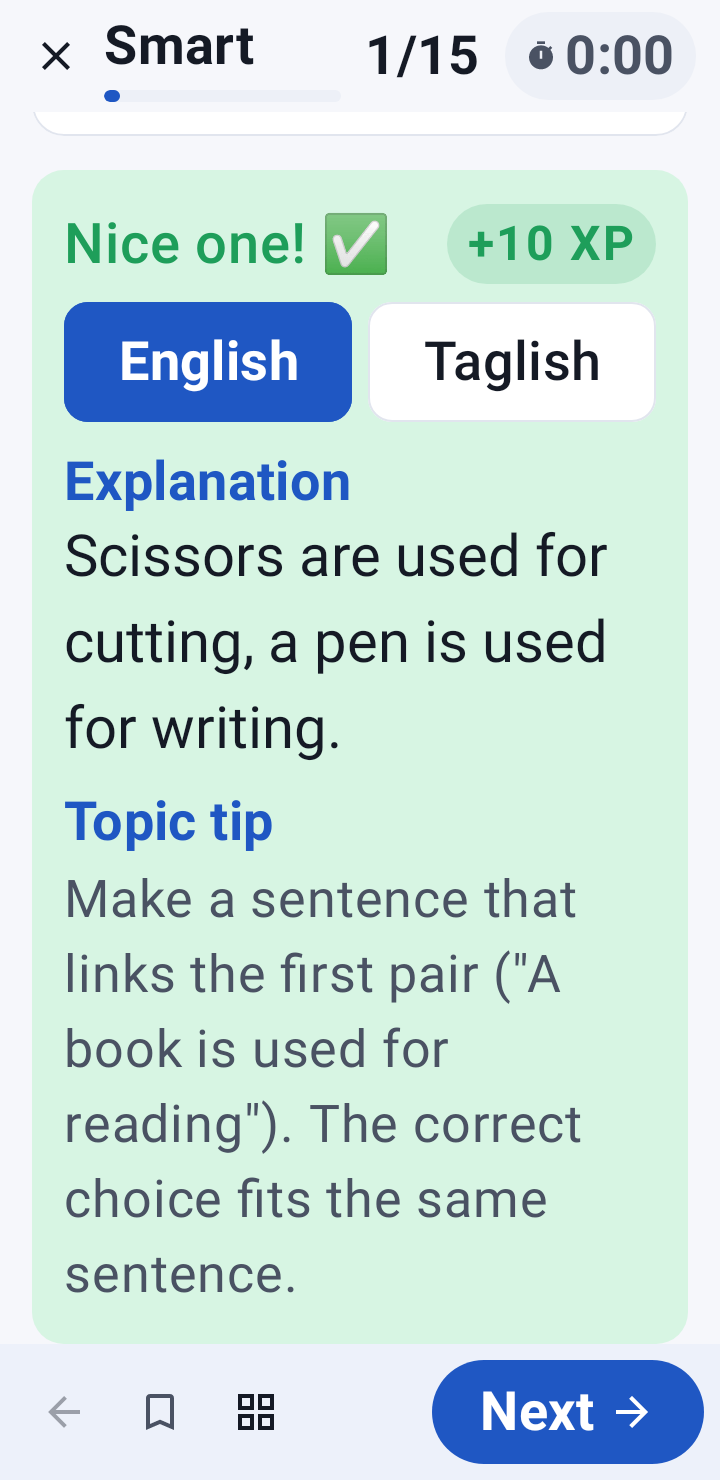 Smart
1/15
0:00
Nice one! ✅
+10 XP
English
Taglish
Explanation
Scissors are used for
cutting, a pen is used
for writing.
Topic tip
Make a sentence that
links the first pair ("A
book is used for
reading"). The correct
choice fits the same
sentence.
Next →